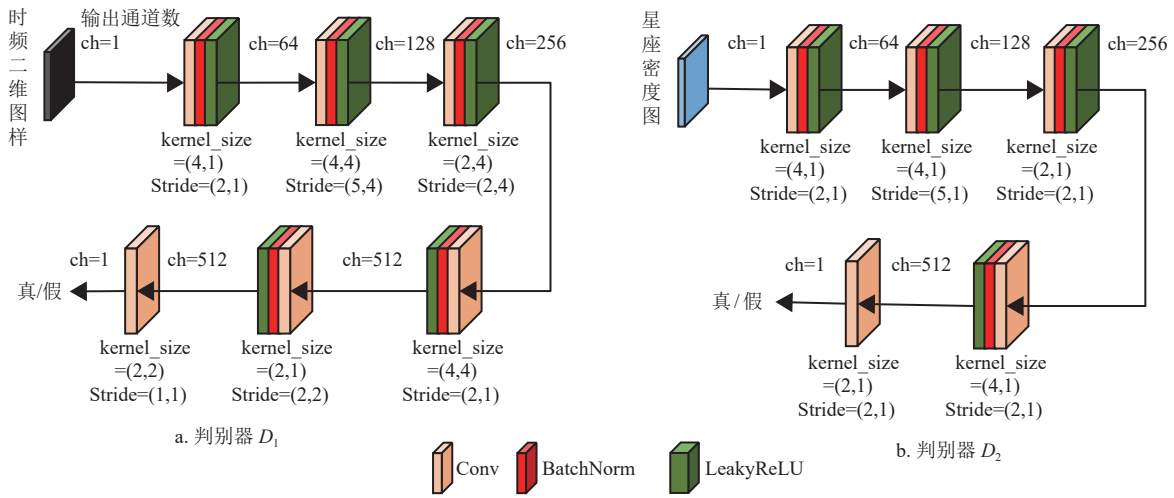 时频二维图样
输出通道数
ch=1
ch=64
ch=128
ch=256
kernel_size
=(4,1)
Stride=(2,1)
kernel_size
=(4,4)
Stride=(5,4)
kernel_size
=(2,4)
Stride=(2,4)
ch=1
ch=512
ch=512
真/假
kernel_size
=(2,2)
Stride=(1,1)
kernel_size
=(2,1)
Stride=(2,2)
kernel_size
=(4,4)
Stride=(2,1)
a. 判别器 D1
星座密度图
ch=1
ch=64
ch=128
ch=256
kernel_size
=(4,1)
Stride=(2,1)
kernel_size
=(4,1)
Stride=(5,1)
kernel_size
=(2,1)
Stride=(2,1)
ch=1
ch=512
真/假
kernel_size
=(2,1)
Stride=(2,1)
kernel_size
=(4,1)
Stride=(2,1)
b. 判别器 D2
Conv
BatchNorm
LeakyReLU